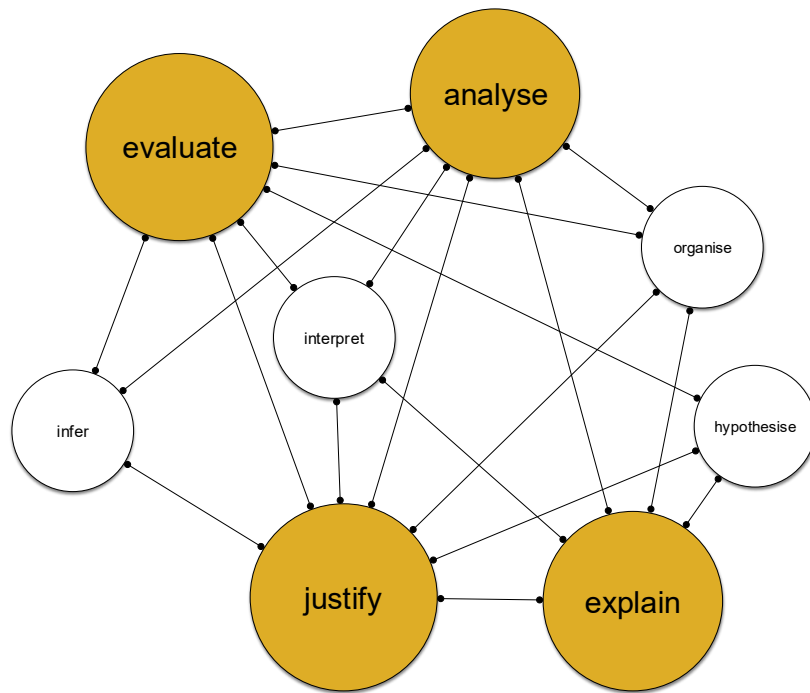 analyse
evaluate
organise
interpret
hypothesise
infer
justify
explain